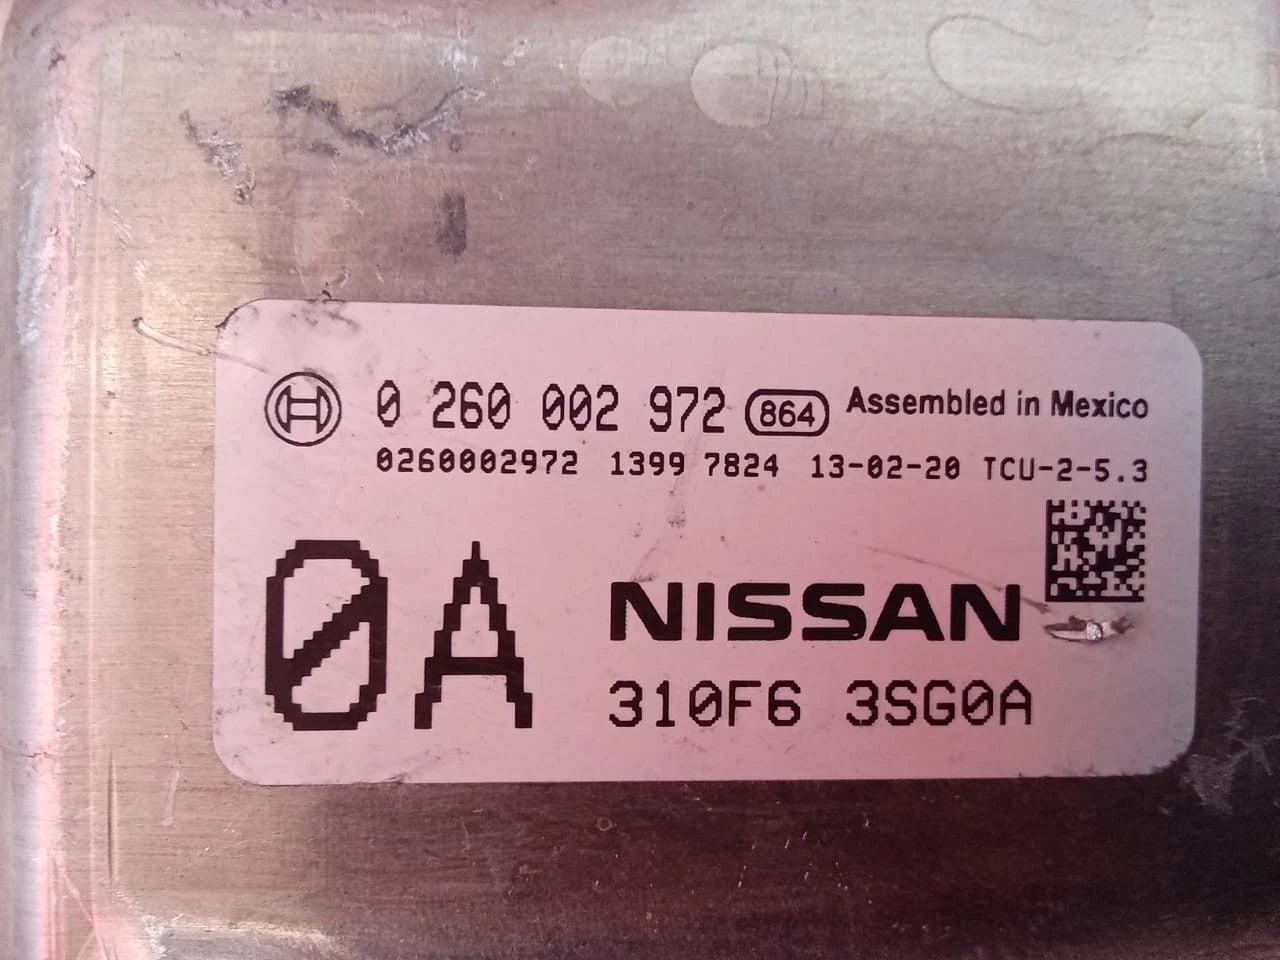 0 260 002 972 864 Assembled in Mexico
0260002972 1399 7824 13-02-20 TCU-2-5.3
0A
NISSAN
310F6 3SG0A